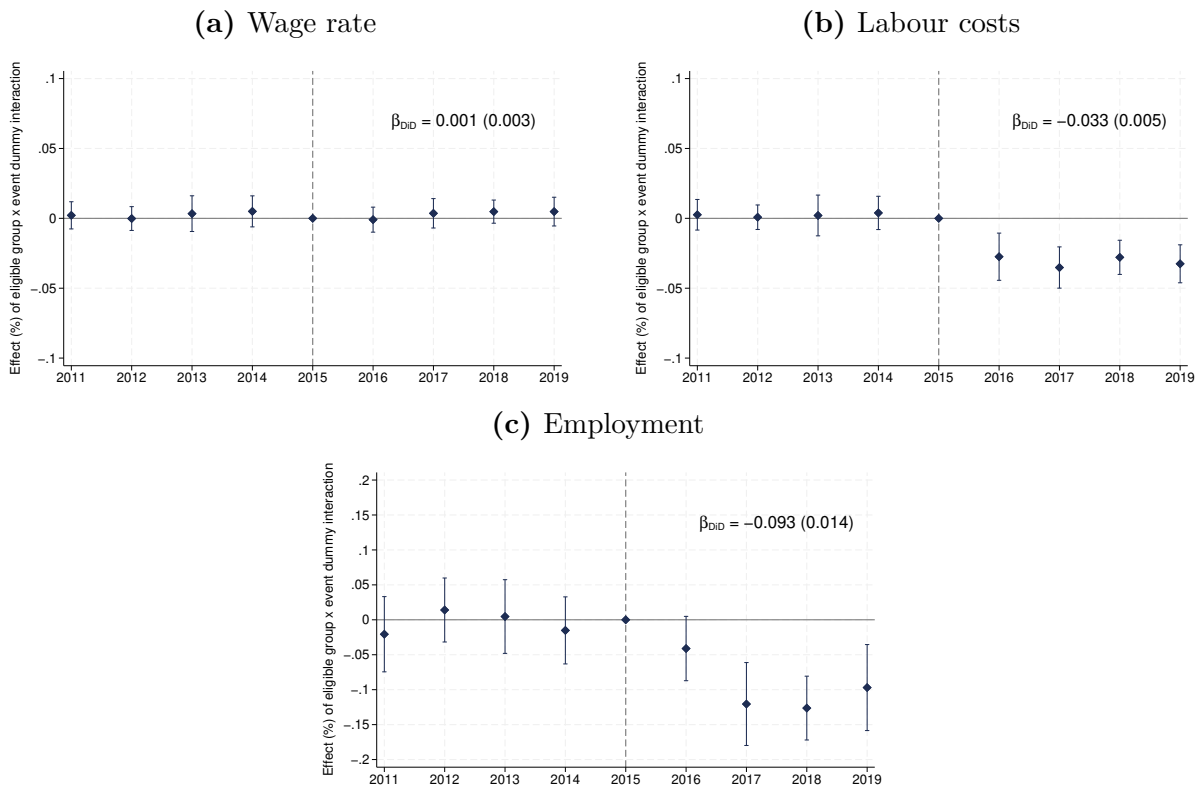 (a) Wage rate
Effect (%) of eligible group x event dummy interaction
.1
.05
0
−.05
−.1
βDiD = 0.001 (0.003)
2011 2012 2013 2014 2015 2016 2017 2018 2019
(b) Labour costs
Effect (%) of eligible group x event dummy interaction
.1
.05
0
−.05
−.1
βDiD = −0.033 (0.005)
2011 2012 2013 2014 2015 2016 2017 2018 2019
(c) Employment
Effect (%) of eligible group x event dummy interaction
.2
.15
.1
.05
0
−.05
−.1
−.15
−.2
βDiD = −0.093 (0.014)
2011 2012 2013 2014 2015 2016 2017 2018 2019